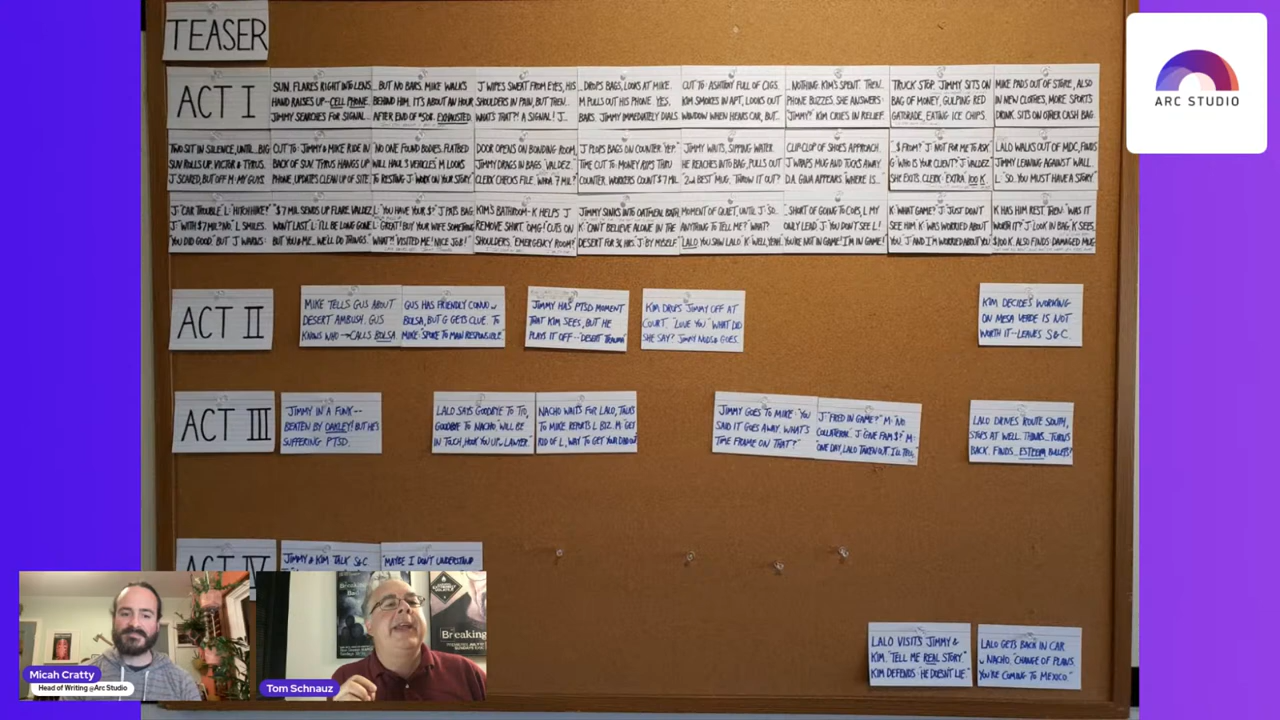 TEASER
ARC STUDIO
ACT I
SUN FLARES RIGHT INTO LENS
HAND RAISES UP--CELL PHONE.
JIMMY SEARCHES FOR SIGNAL
BUT NO BARS. MIKE WALKS
BEHIND HIM. IT'S ABOUT AN HOUR
AFTER END OF EXHAUSTED.
J WIPES SWEAT FROM EYES, HIS
SHOULDERS IN PAIN, BUT THEN..
WHAT'S THAT?! A SIGNAL! J..
..DROPS BAGS, LOOKS AT MIKE.
M PULLS OUT HIS PHONE YES,
BARS. JIMMY IMMEDIATELY DIALS.
CUT TO: ASHTRAY FULL OF CIGS.
KIM SMOKES IN APT, LOOKS OUT
WINDOW WHEN HEARS CAR, BUT..
..NOTHING. KIM'S SPENT. THEN..
PHONE BUZZES. SHE ANSWERS:
JIMMY? KIM CRIES IN RELIEF.
TRUCK STOP. JIMMY SITS ON
BAG OF MONEY, GULPING RED
GATORADE, EATING ICE CHIPS.
MIKE PADS OUT OF STORE, ALSO
IN NEW CLOTHES, MORE SPORTS
DRINK. SITS ON OTHER CASH BAG.
TWO SIT IN SILENCE, UNTIL.. BIG
SUV ROLLS UP, VICTOR & TYRUS.
J SCARED, BUT OFF M: MY GUYS
CUT TO: JIMMY & MIKE RIDE IN
BACK OF SUV. TYRUS HANGS UP
PHONE, UPDATES CLEAN UP OF SITE
NO ONE FOUND BODIES. FLATBED
WILL HAUL 5 VEHICLES. M LOOKS
TO RESTING J. WORK ON YOUR STORY"
DOOR OPENS ON BONDING ROOM,
JIMMY DRAGS IN BAGS. VALDEZ.
CLERK CHECKS FILE. "WHOA 7 MIL?"
J PLOPS BAGS ON COUNTER "YEP"
TIME CUT TO: MONEY RIPS THRU
COUNTER. WORKERS COUNT $7 MIL
JIMMY WAITS, SIPPING WATER
HE REACHES INTO BAG, PULLS OUT
2nd BEST MUG, THROW IT OUT?
CLIP-CLOP OF SHOES APPROACH.
J WRAPS MUG AND TUCKS AWAY
D.A. GINA APPEARS "WHERE IS...
"$ FROM?" J: NOT FOR ME TO ASK.
G "WHO IS YOUR CLIENT?" J: VALDEZ
SHE EXITS. CLERK "EXTRA 100 K"
LALO WALKS OUT OF MDC, FINDS
JIMMY LEANING AGAINST WALL
L "SO. YOU MUST HAVE A STORY"
J: "CAR TROUBLE. L: HITCHHIKE?"
J: "WITH $7 MIL? NO" L SMILES.
"YOU DID GOOD" BUT J WARNS-
"$7 MIL SENDS UP FLARE. VALDEZ
WON'T LAST. L: I'LL BE LONG GONE.
BUT YOU & ME.. WE'LL DO THINGS."
L "YOU HAVE YOUR $?" J PATS BAG
L: GREAT! BUT YOUR WIFE SOMETHING
WHAT?! VISITED ME! NICE JOB!"
KIM'S BATHROOM-K HELPS J
REMOVE SHIRT. OMG! CUTS ON
SHOULDERS. "EMERGENCY ROOM?"
JIMMY SINKS INTO OATMEAL BATH
K "CAN'T BELIEVE ALONE IN THE
DESERT FOR 36 HRS" J "BY MYSELF"
MOMENT OF QUIET, UNTIL J: SO..
ANYTHING TO TELL ME? "WHAT?
LALO. YOU SAW LALO" K "WELL, YEAH."
"SHORT OF GOING TO COPS, L MY
ONLY LEAD" J "YOU DON'T SEE L!
YOU'RE NOT IN GAME! I'M IN GAME!"
K "WHAT GAME?" J: JUST DON'T
SEE HIM. K WAS WORRIED ABOUT
YOU. "J AND I'M WORRIED ABOUT YOU
K HAS HIM REST. THEN "WAS IT
WORTH IT?" J: LOOK IN BAG. K SEES
$100 K. ALSO FINDS DAMAGED MUG
ACT II
MIKE TELLS GUS ABOUT
DESERT AMBUSH. GUS
KNOWS WHO →CALLS BOLSA
GUS HAS FRIENDLY CONVO w
BOLSA, BUT G GETS CLUE. TO
MIKE "SPOKE TO MAN RESPONSIBLE"
JIMMY HAS PTSD MOMENT
THAT KIM SEES, BUT HE
PLAYS IT OFF--DESERT TRAUMA
KIM DROPS JIMMY OFF AT
COURT. "LOVE YOU" WHAT DID
SHE SAY? JIMMY NODS & GOES.
KIM DECIDES WORKING
ON MESA VERDE IS NOT
WORTH IT--LEAVES S&C.
ACT III
JIMMY IN A FUNK--
BEATEN BY OAKLEY! BUT HE'S
SUFFERING PTSD.
LALO SAYS GOODBYE TO TIO,
GOODBYE TO NACHO. "WILL BE
IN TOUCH, HOOK YOU UP w LAWYER."
NACHO WAITS FOR LALO, TALKS
TO MIKE. REPORTS L BIZ. M: GET
RID OF L, WAY TO GET YOUR DAD OUT
JIMMY GOES TO MIKE: "YOU
SAID IT GOES AWAY. WHAT'S
TIME FRAME ON THAT?"
J "FRED IN GAME?" M: "NO.
COLLATERAL." J: GIVE FAM $?" M:
"ONE DAY, LALO TAKEN OUT. I'LL TELL
LALO DRIVES ROUTE SOUTH,
STOPS AT WELL. THINKS.. TURNS
BACK. FINDS.. ESTEEM, BULLETS!
ACT IV
JIMMY & KIM TALK S&C
"MAYBE I DON'T UNDERSTAND
LALO VISITS JIMMY &
KIM. "TELL ME REAL STORY."
KIM DEFENDS "HE DOESN'T LIE"
LALO GETS BACK IN CAR
w NACHO. "CHANGE OF PLANS.
YOU'RE COMING TO MEXICO."
Breaking
Bad
Breaking
Micah Cratty
Head of Writing @Arc Studio
Tom Schnauz